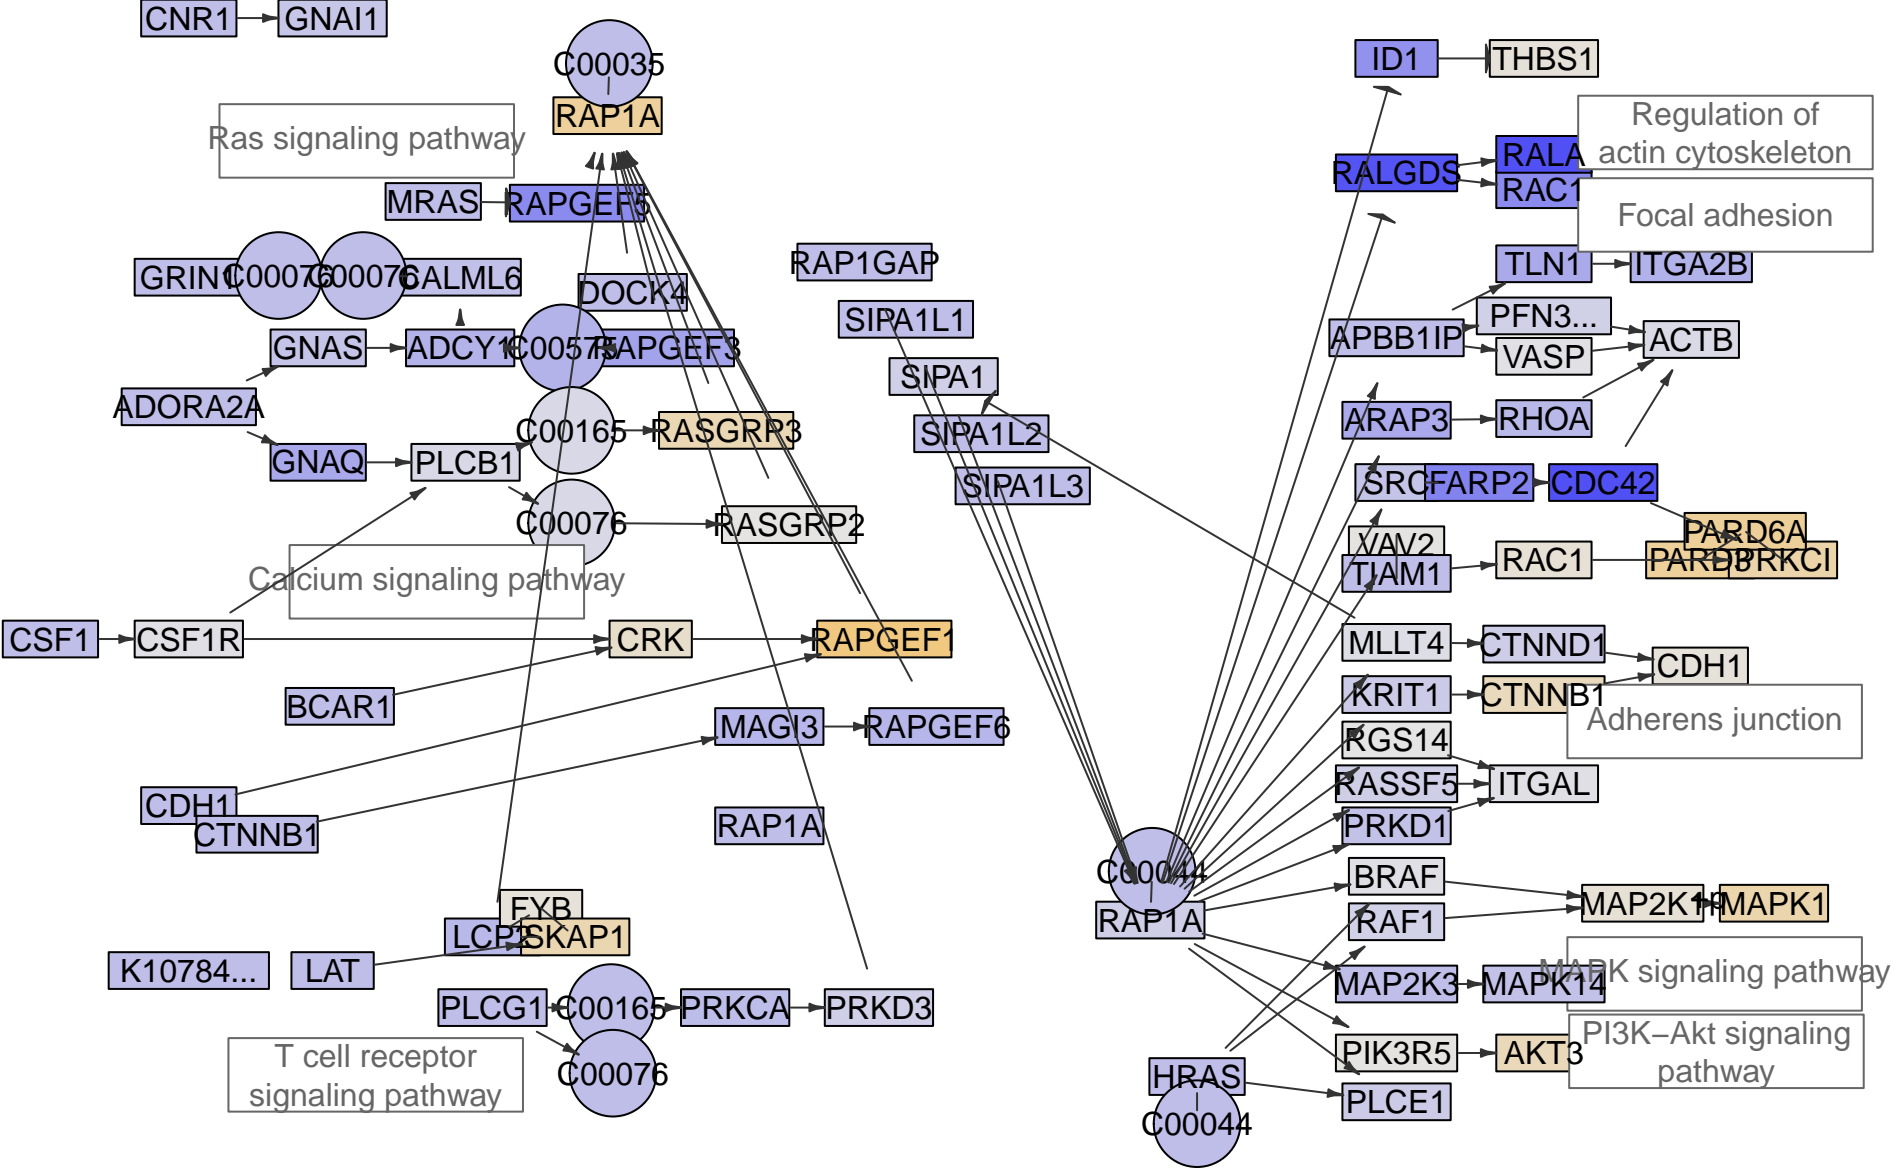 CNR1
GNAI1
C00035
RAP1A
Ras signaling pathway
MRAS
RAPGEF5
GRIN1
C00076
C00076
CALML6
DOCK4
GNAS
ADCY1
C00575
RAPGEF3
ADORA2A
GNAQ
PLCB1
C00165
RASGRP3
C00076
RASGRP2
Calcium signaling pathway
CSF1
CSF1R
CRK
RAPGEF1
BCAR1
MAGI3
RAPGEF6
CDH1
CTNNB1
RAP1A
FYB
LCP2
SKAP1
K10784...
LAT
PLCG1
C00165
PRKCA
PRKD3
C00076
T cell receptor
signaling pathway
RAP1GAP
SIPA1L1
SIPA1
SIPA1L2
SIPA1L3
C00044
RAP1A
HRAS
C00044
ID1
THBS1
Regulation of
actin cytoskeleton
RALGDS
RALA
RAC1
Focal adhesion
TLN1
ITGA2B
APBB1IP
PFN3...
VASP
ACTB
ARAP3
RHOA
SRC
FARP2
CDC42
VAV2
TIAM1
RAC1
PARD6A
PARD3
PRKCI
MLLT4
CTNND1
CDH1
KRIT1
CTNNB1
Adherens junction
RGS14
RASSF5
ITGAL
PRKD1
BRAF
RAF1
MAP2K1
+p
MAPK1
MAP2K3
MAPK14
MAPK signaling pathway
PIK3R5
AKT3
PI3K−Akt signaling
pathway
PLCE1